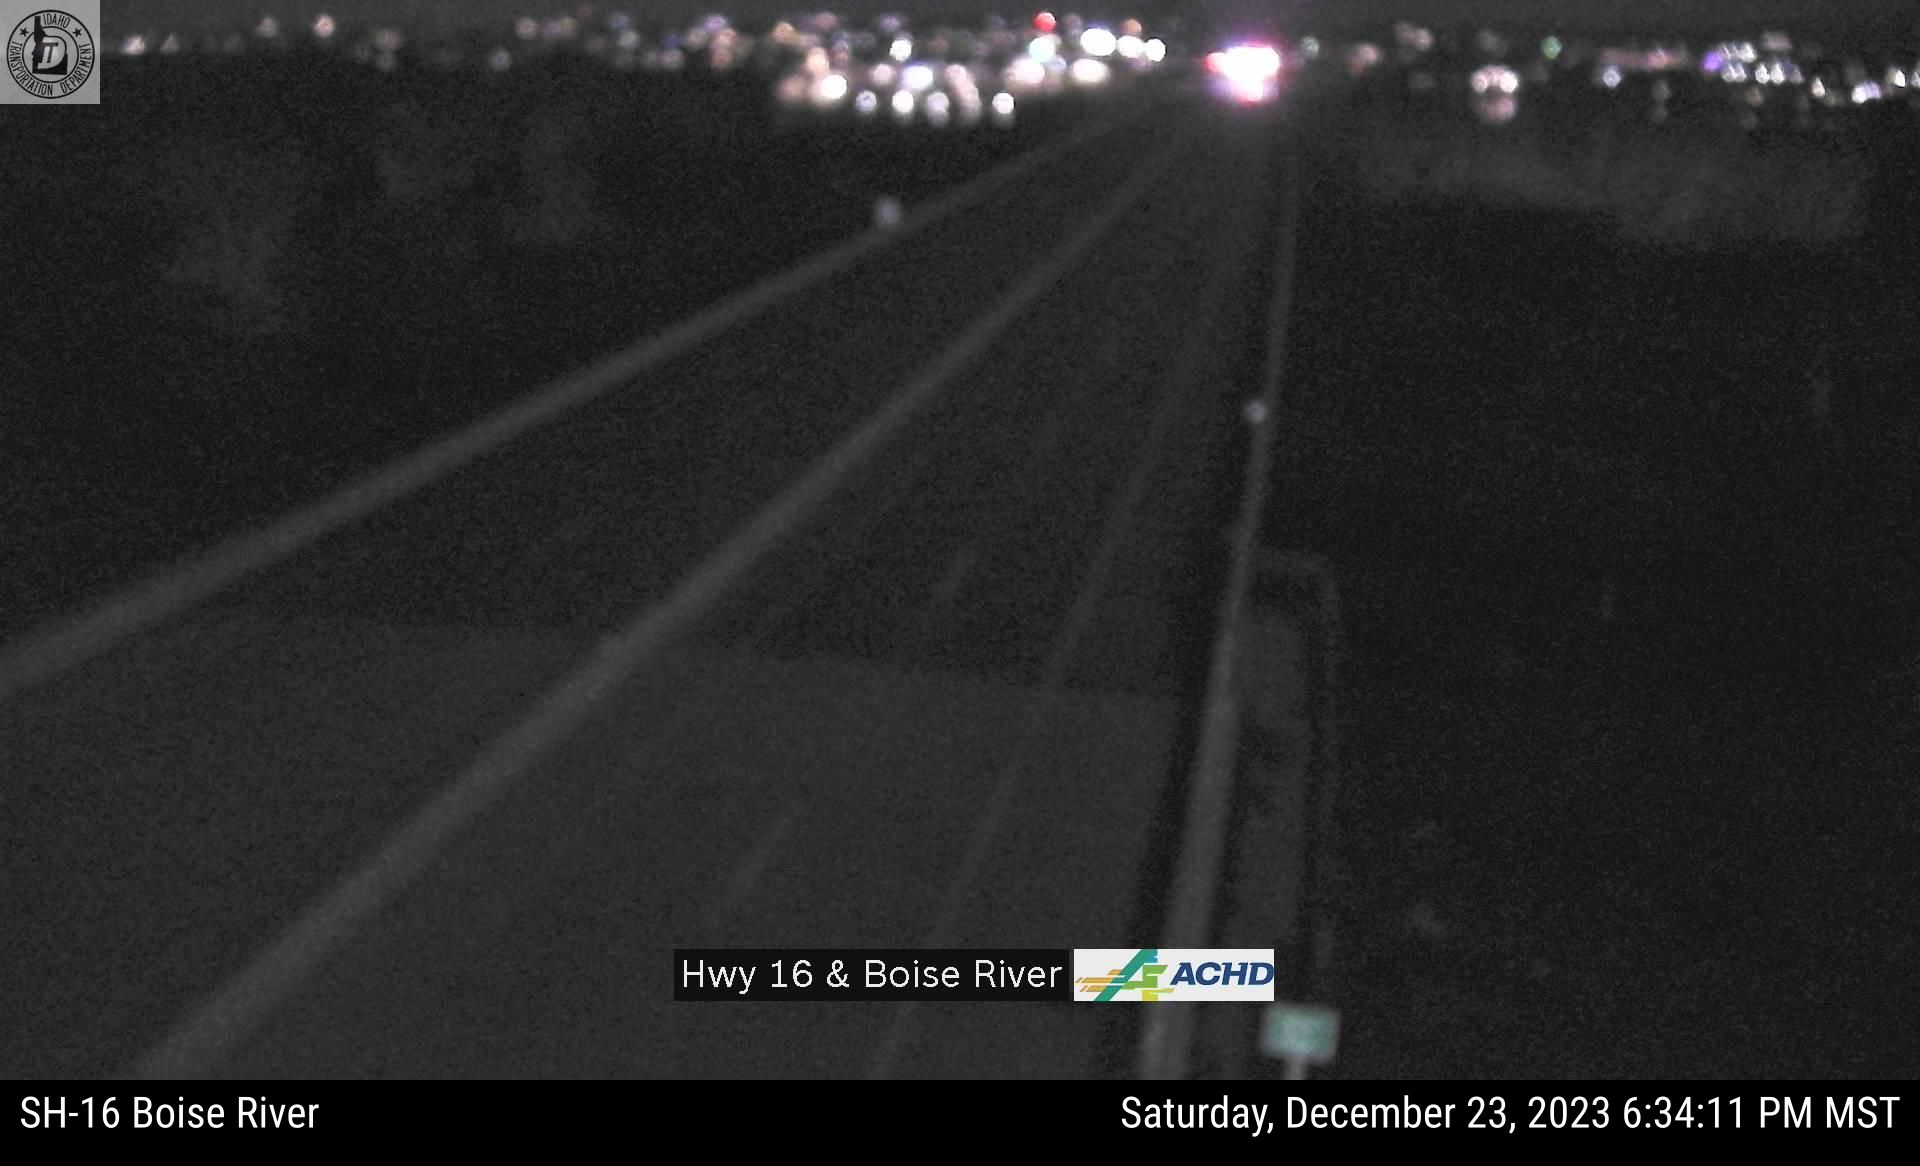 IDAHO
TRANSPORTATION DEPARTMENT
Hwy 16 & Boise River
ACHD
SH-16 Boise River
Saturday, December 23, 2023 6:34:11 PM MST